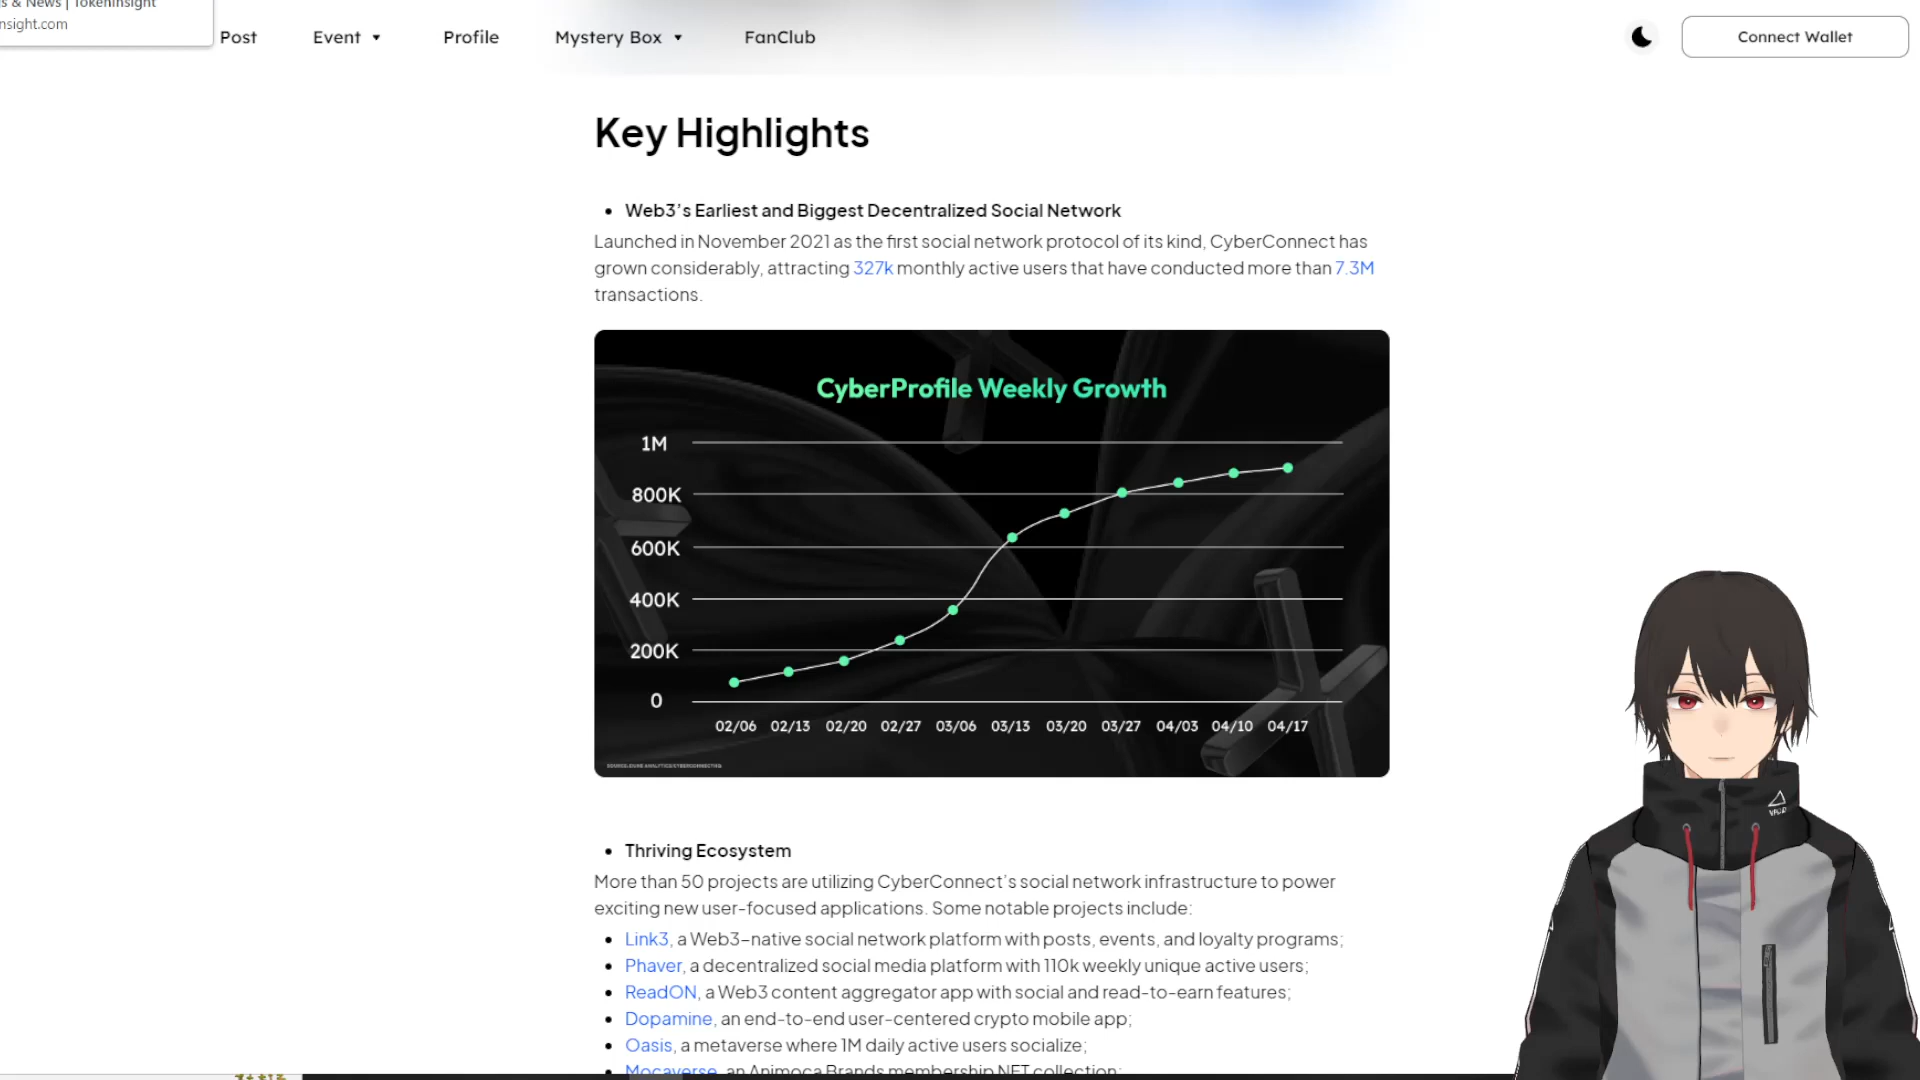 s & News | TokenInsight
nsight.com
Post
Event
Profile
Mystery Box
FanClub
Connect Wallet
Key Highlights
• Web3's Earliest and Biggest Decentralized Social Network
Launched in November 2021 as the first social network protocol of its kind, CyberConnect has
grown considerably, attracting 327k monthly active users that have conducted more than 7.3M
transactions.
CyberProfile Weekly Growth
1M
800K
600K
400K
200K
0
02/06 02/13 02/20 02/27 03/06 03/13 03/20 03/27 04/03 04/10 04/17
• Thriving Ecosystem
More than 50 projects are utilizing CyberConnect's social network infrastructure to power
exciting new user-focused applications. Some notable projects include:
• Link3, a Web3-native social network platform with posts, events, and loyalty programs;
• Phaver, a decentralized social media platform with 110k weekly unique active users;
• ReadON, a Web3 content aggregator app with social and read-to-earn features;
• Dopamine, an end-to-end user-centered crypto mobile app;
• Oasis, a metaverse where 1M daily active users socialize;
• Mocaverse, an Animoca Brands membership NFT collection;